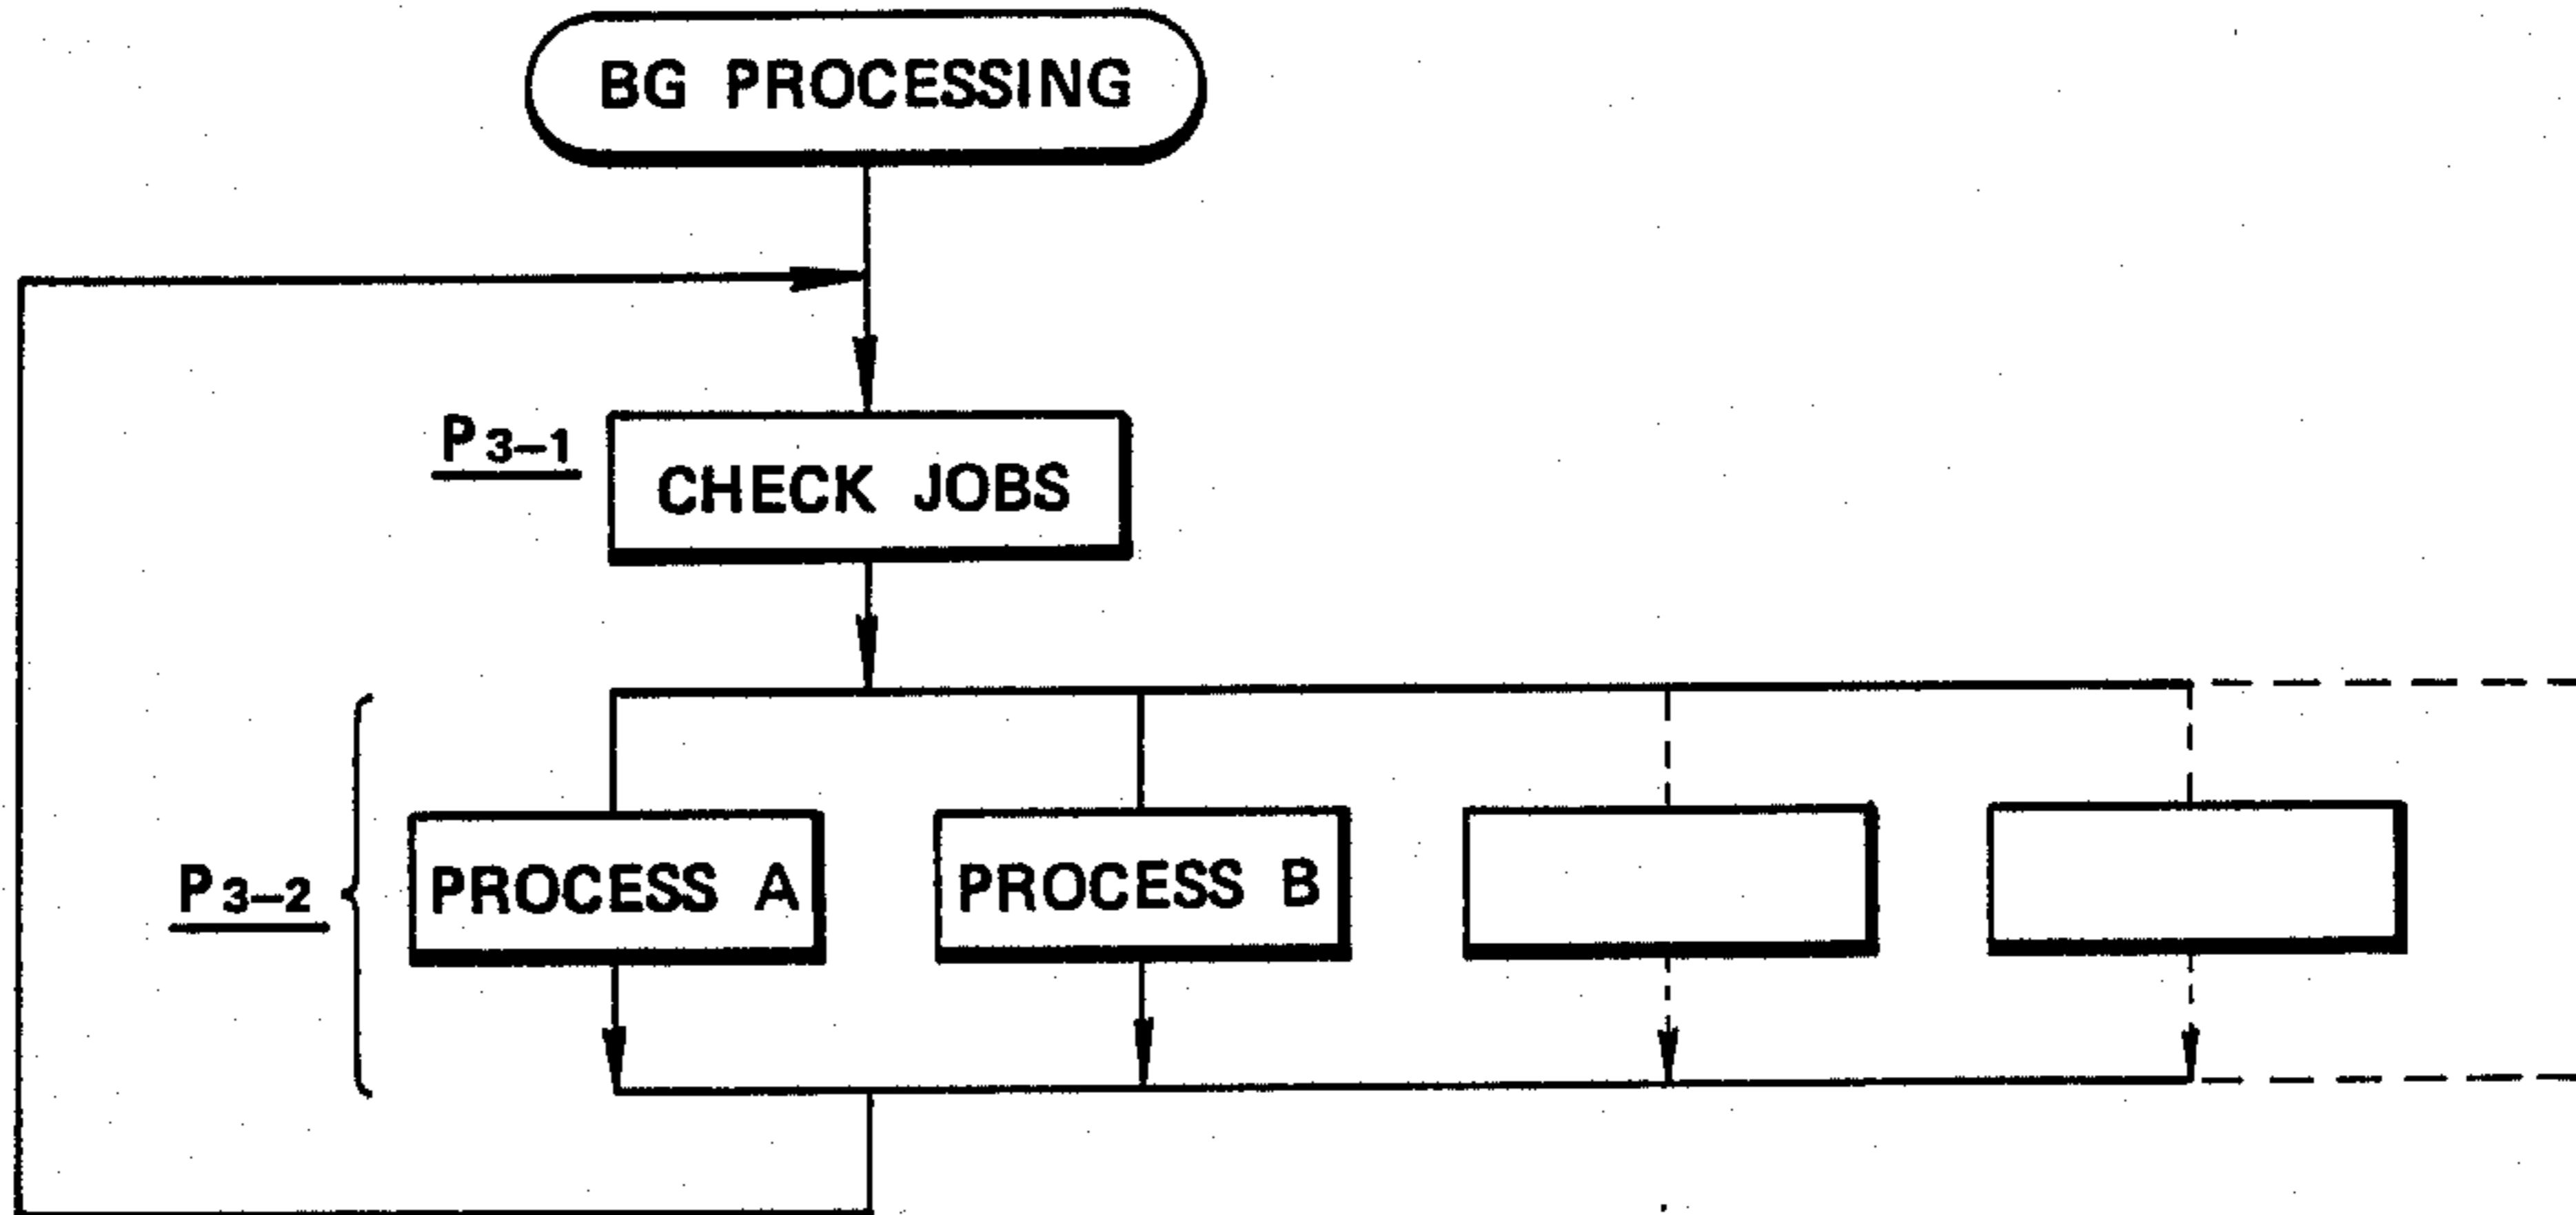 BG PROCESSING
P3-1
CHECK JOBS
P3-2
PROCESS A
PROCESS B